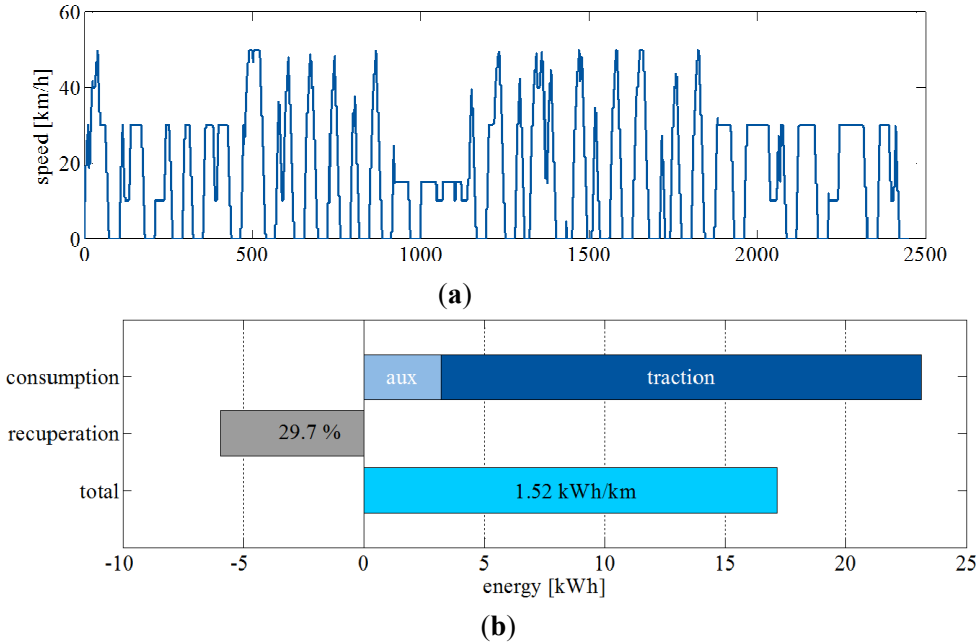 60
40
20
0
speed [km/h]
0 500 1000 1500 2000 2500
(a)
consumption
aux
traction
recuperation
29.7 %
total
1.52 kWh/km
-10 -5 0 5 10 15 20 25
energy [kWh]
(b)